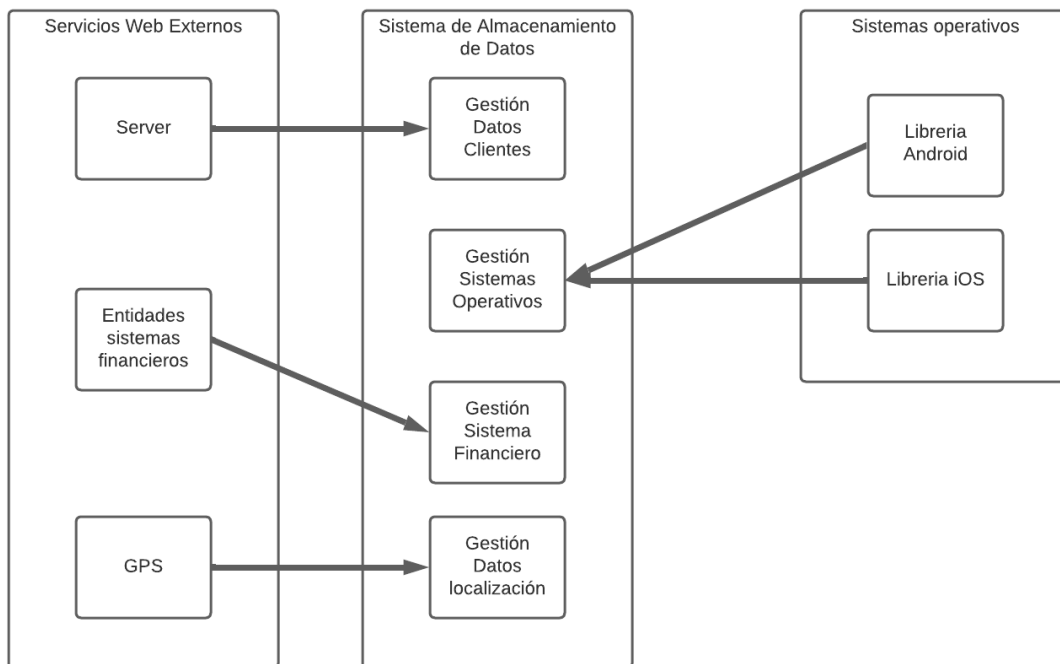 Servicios Web Externos
Server
Entidades
sistemas
financieros
GPS
Sistema de Almacenamiento
de Datos
Gestión
Datos
Clientes
Gestión
Sistemas
Operativos
Gestión
Sistema
Financiero
Gestión
Datos
localización
Sistemas operativos
Libreria
Android
Libreria iOS